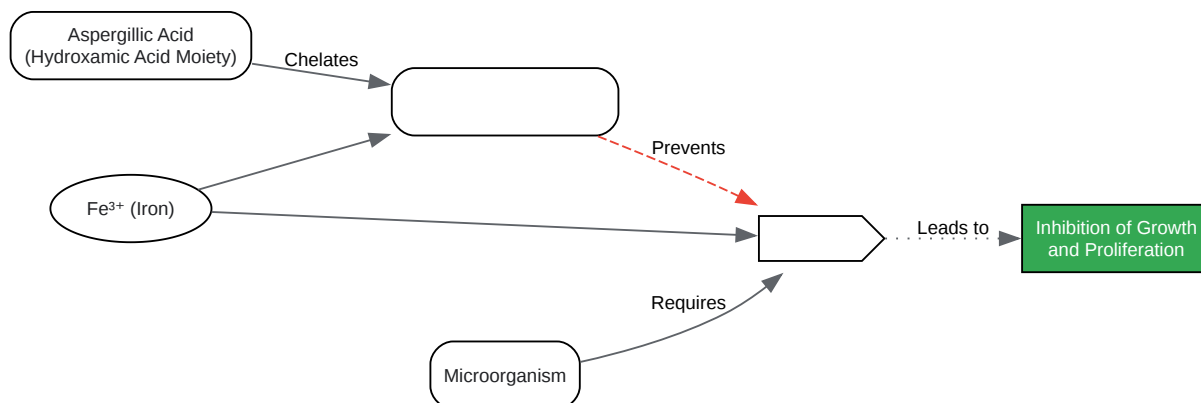 Aspergillic Acid
(Hydroxamic Acid Moiety)
Chelates
Prevents
Fe³⁺ (Iron)
Leads to
Inhibition of Growth
and Proliferation
Requires
Microorganism